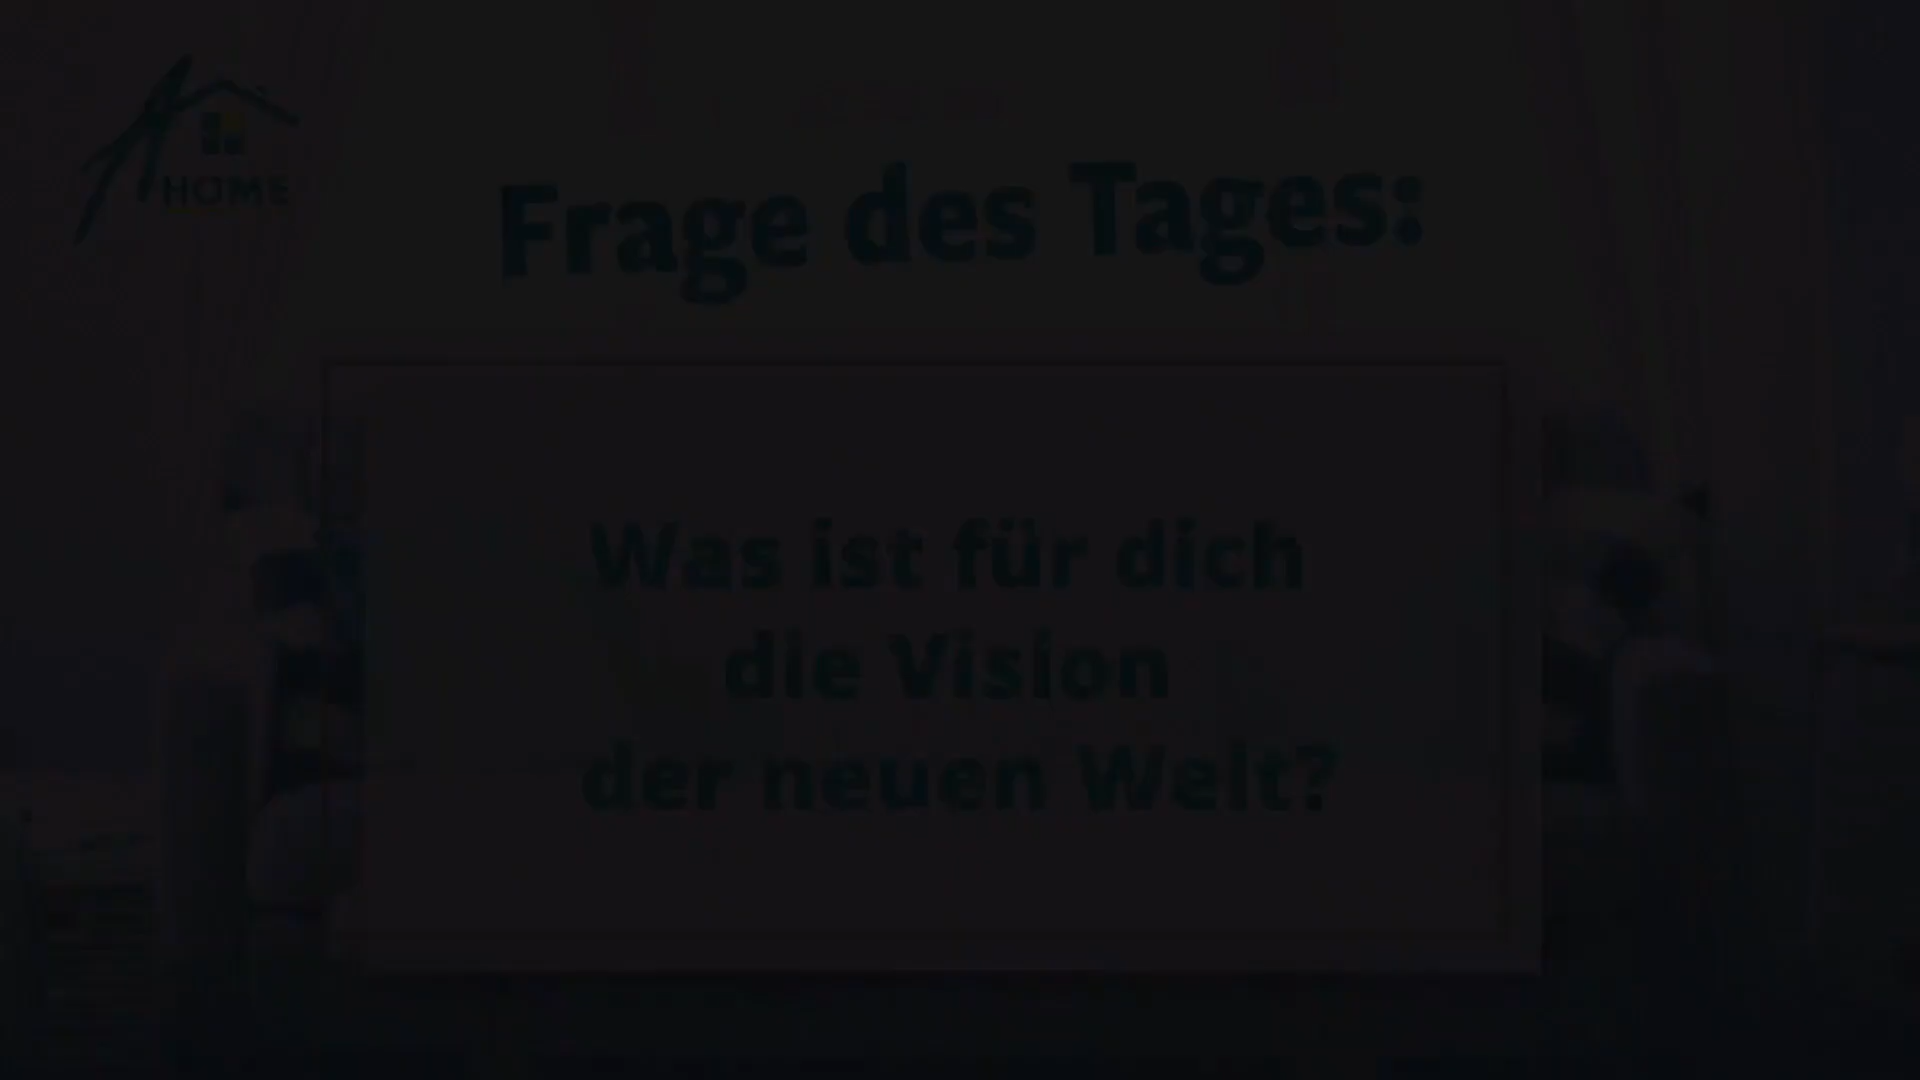 HOME
Frage des Tages:
Was ist für dich
die Vision
der neuen Welt?